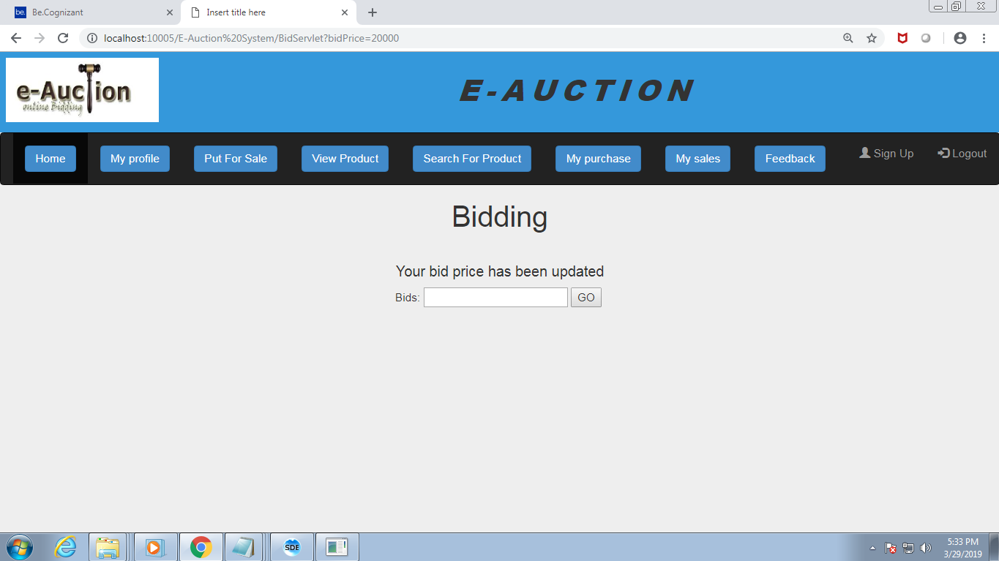 be. Be.Cognizant
Insert title here
localhost:10005/E-Auction%20System/BidServlet?bidPrice=20000
e-Auction
online Bidding
E-AUCTION
Home My profile Put For Sale View Product Search For Product My purchase My sales Feedback Sign Up Logout
Bidding
Your bid price has been updated
Bids: GO
SDE
5:33 PM
3/29/2019